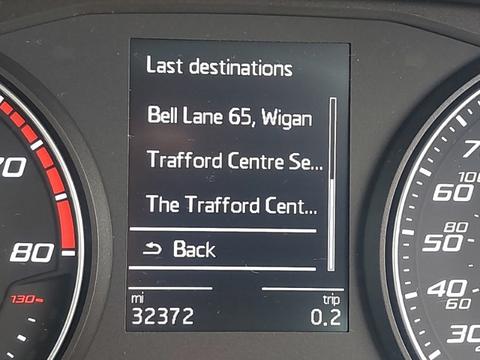 Last destinations
Bell Lane 65, Wigan
Trafford Centre Se...
The Trafford Cent...
Back
mi trip
32372 0.2
70
80
130
60
100
50
80
40
60
30